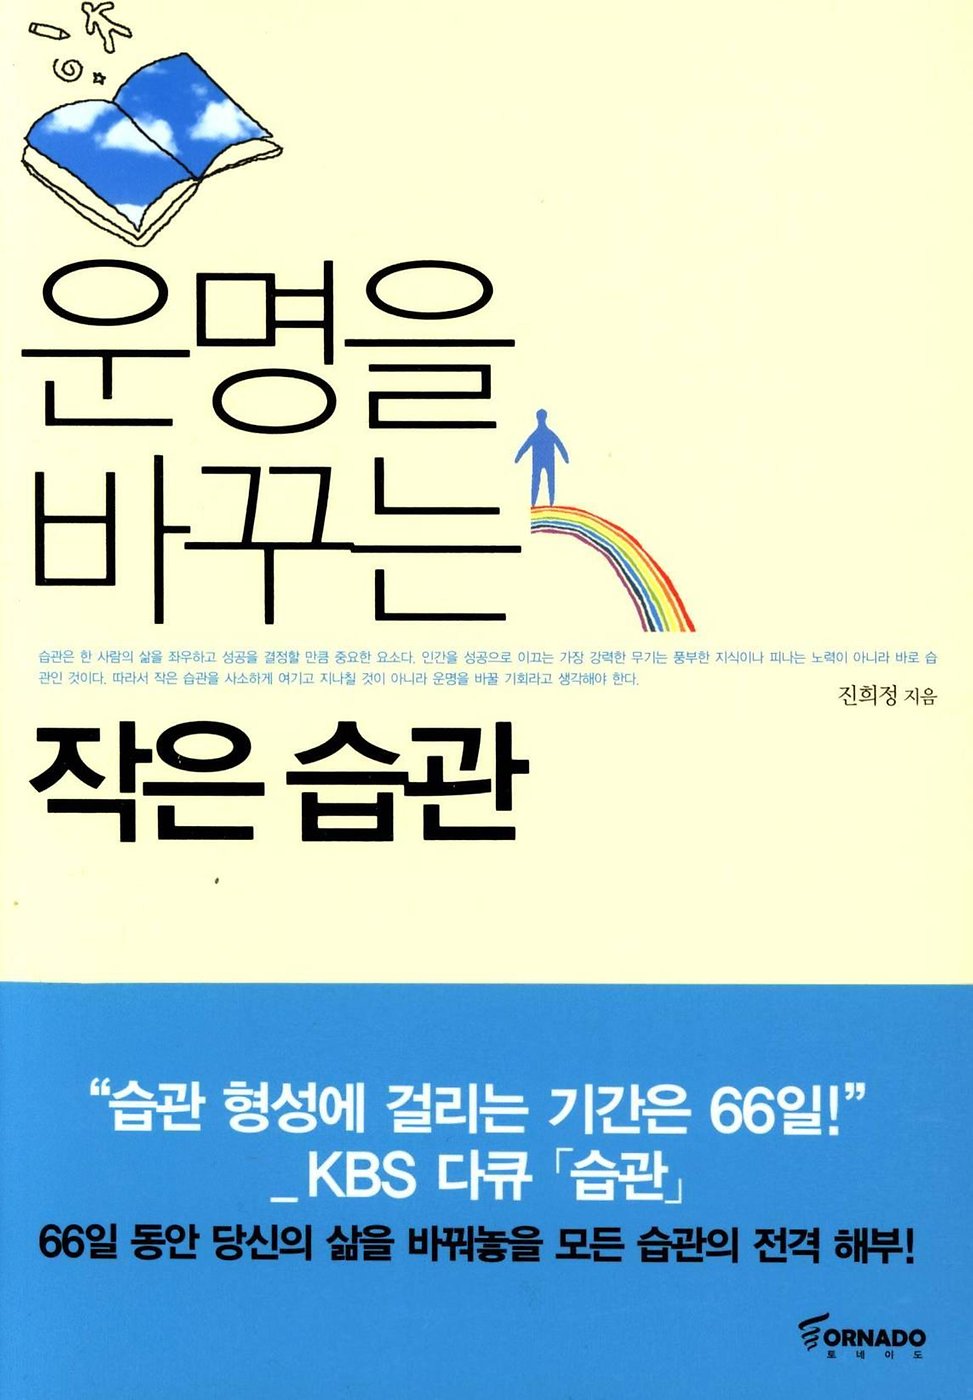 운명을
바꾸는
습관은 한 사람의 삶을 좌우하고 성공을 결정할 만큼 중요한 요소다. 인간을 성공으로 이끄는 가장 강력한 무기는 풍부한 지식이나 피나는 노력이 아니라 바로 습
관인 것이다. 따라서 작은 습관을 사소하게 여기고 지나칠 것이 아니라 운명을 바꿀 기회라고 생각해야 한다.
진희정 지음
작은 습관
“습관 형성에 걸리는 기간은 66일!”
_KBS 다큐 「습관」
66일 동안 당신의 삶을 바꿔놓을 모든 습관의 전격 해부!
TORNADO
토네이도